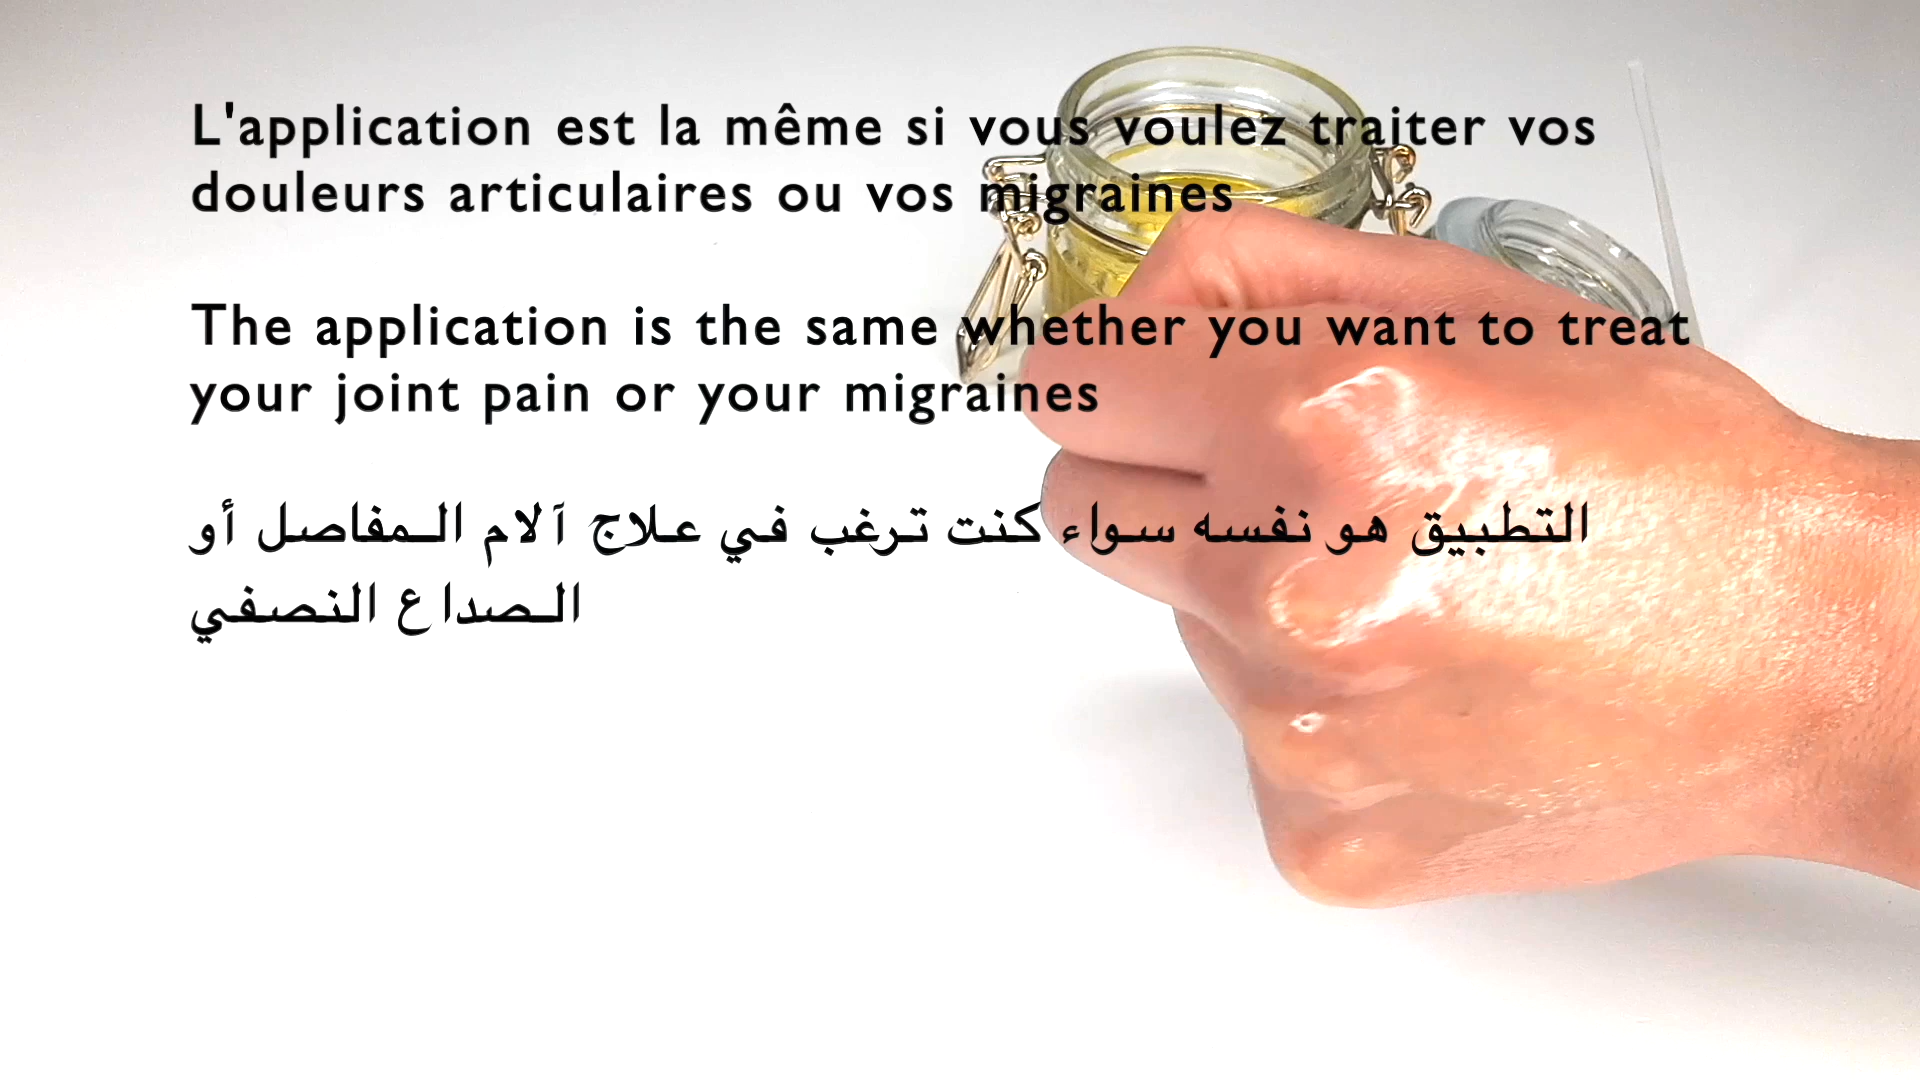 L'application est la même si vous voulez traiter vos
douleurs articulaires ou vos migraines
The application is the same whether you want to treat
your joint pain or your migraines
التطبيق هو نفسه سواء كنت ترغب في علاج آلام المفاصل أو
الصداع النصفي